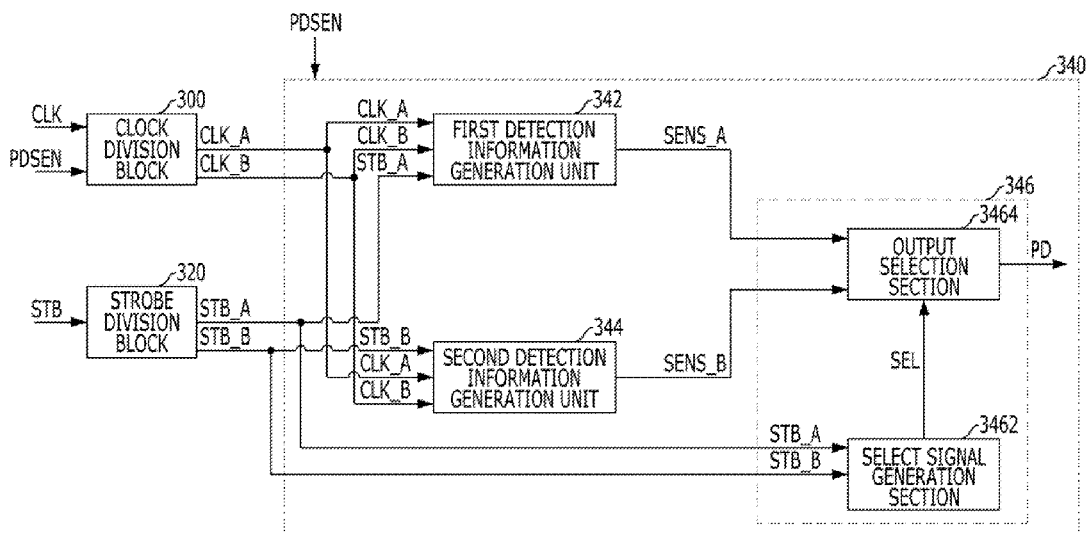 PDSEN
340
CLK
PDSEN
300
CLOCK
DIVISION
BLOCK
CLK_A
CLK_B
CLK_A
CLK_B
STB_A
342
FIRST DETECTION
INFORMATION
GENERATION UNIT
SENS_A
346
3464
OUTPUT
SELECTION
SECTION
PD
STB
320
STROBE
DIVISION
BLOCK
STB_A
STB_B
STB_B
CLK_A
CLK_B
344
SECOND DETECTION
INFORMATION
GENERATION UNIT
SENS_B
SEL
STB_A
STB_B
3462
SELECT SIGNAL
GENERATION
SECTION